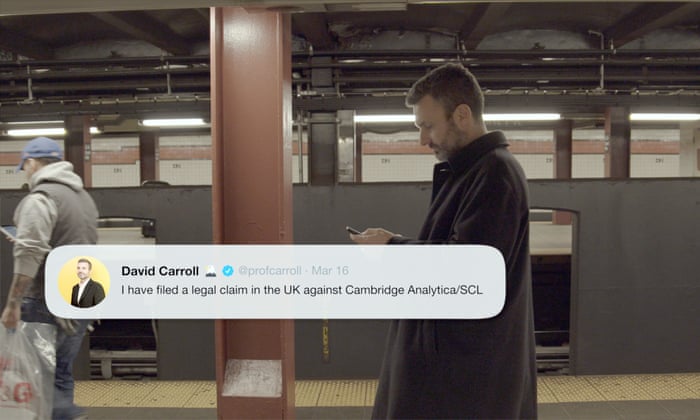 David Carroll @profcarroll · Mar 16
I have filed a legal claim in the UK against Cambridge Analytica/SCL
&G